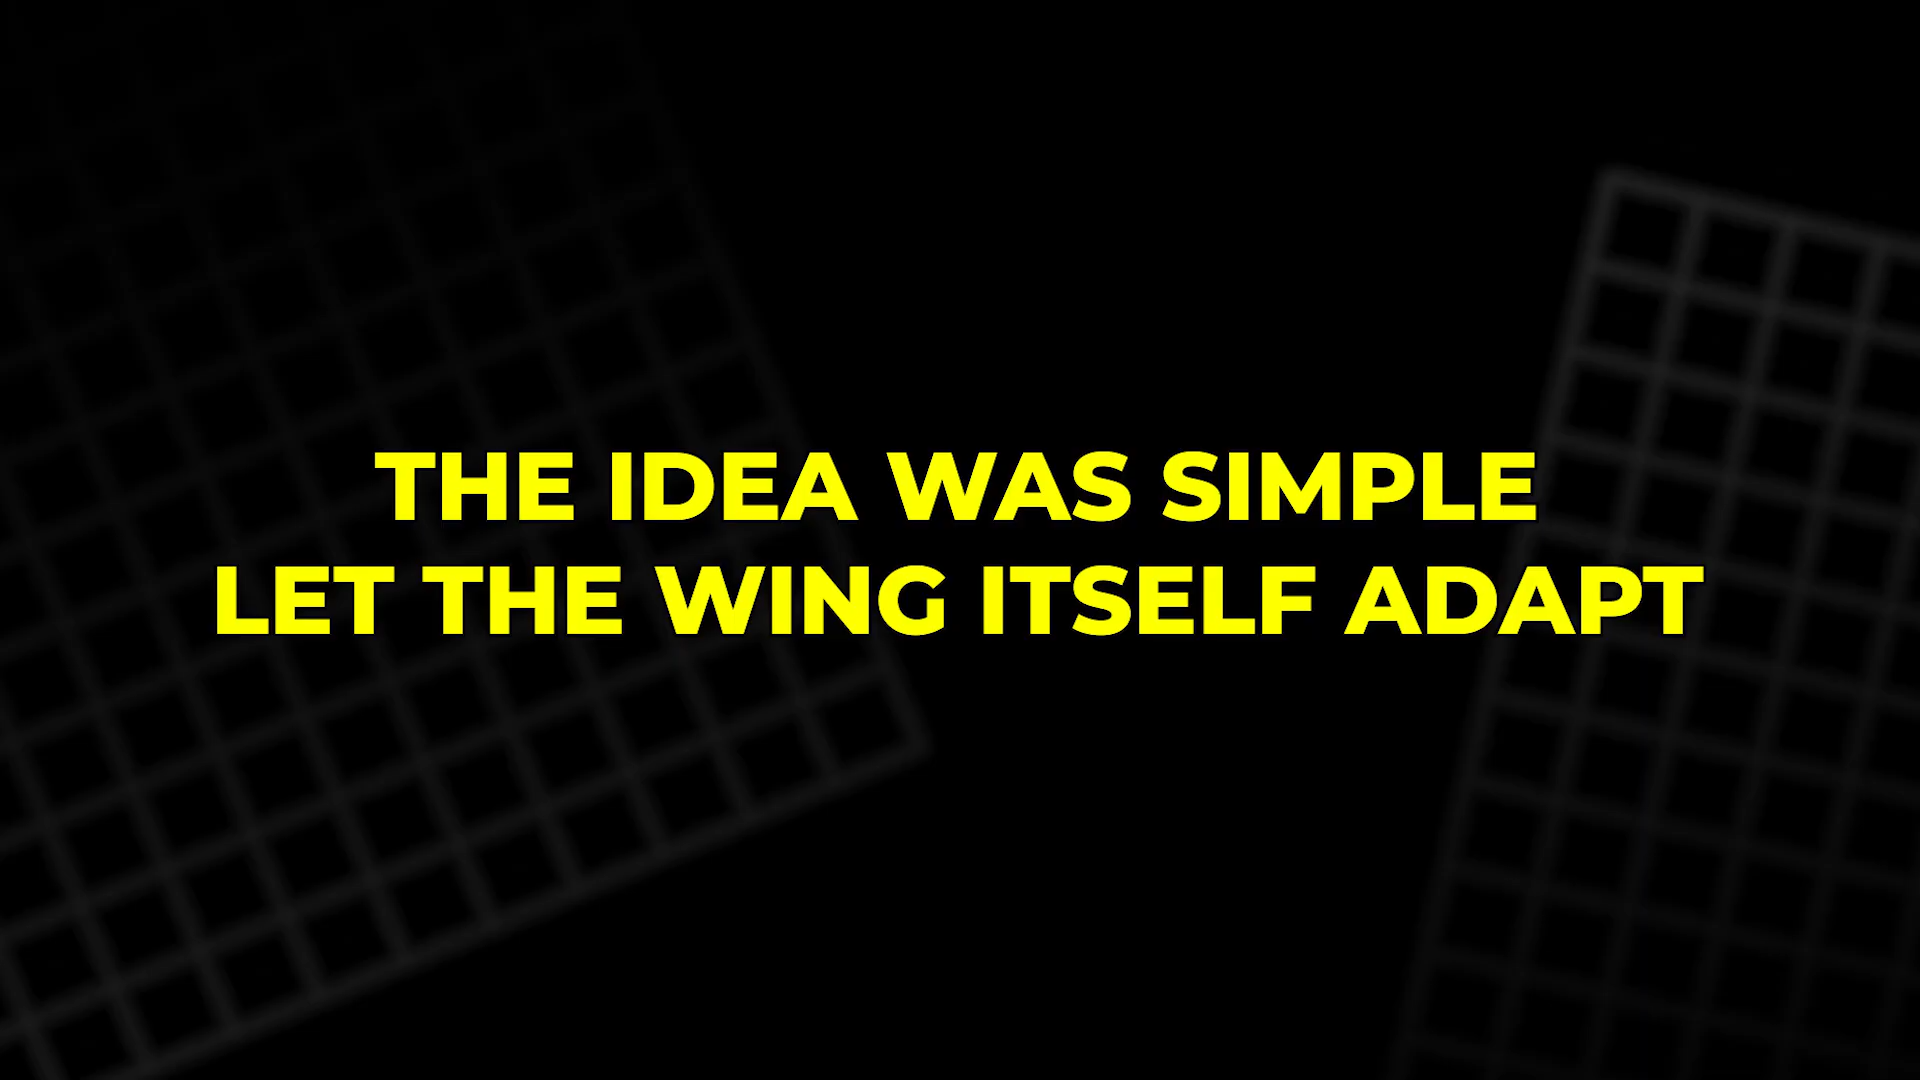 THE IDEA WAS SIMPLE
LET THE WING ITSELF ADAPT